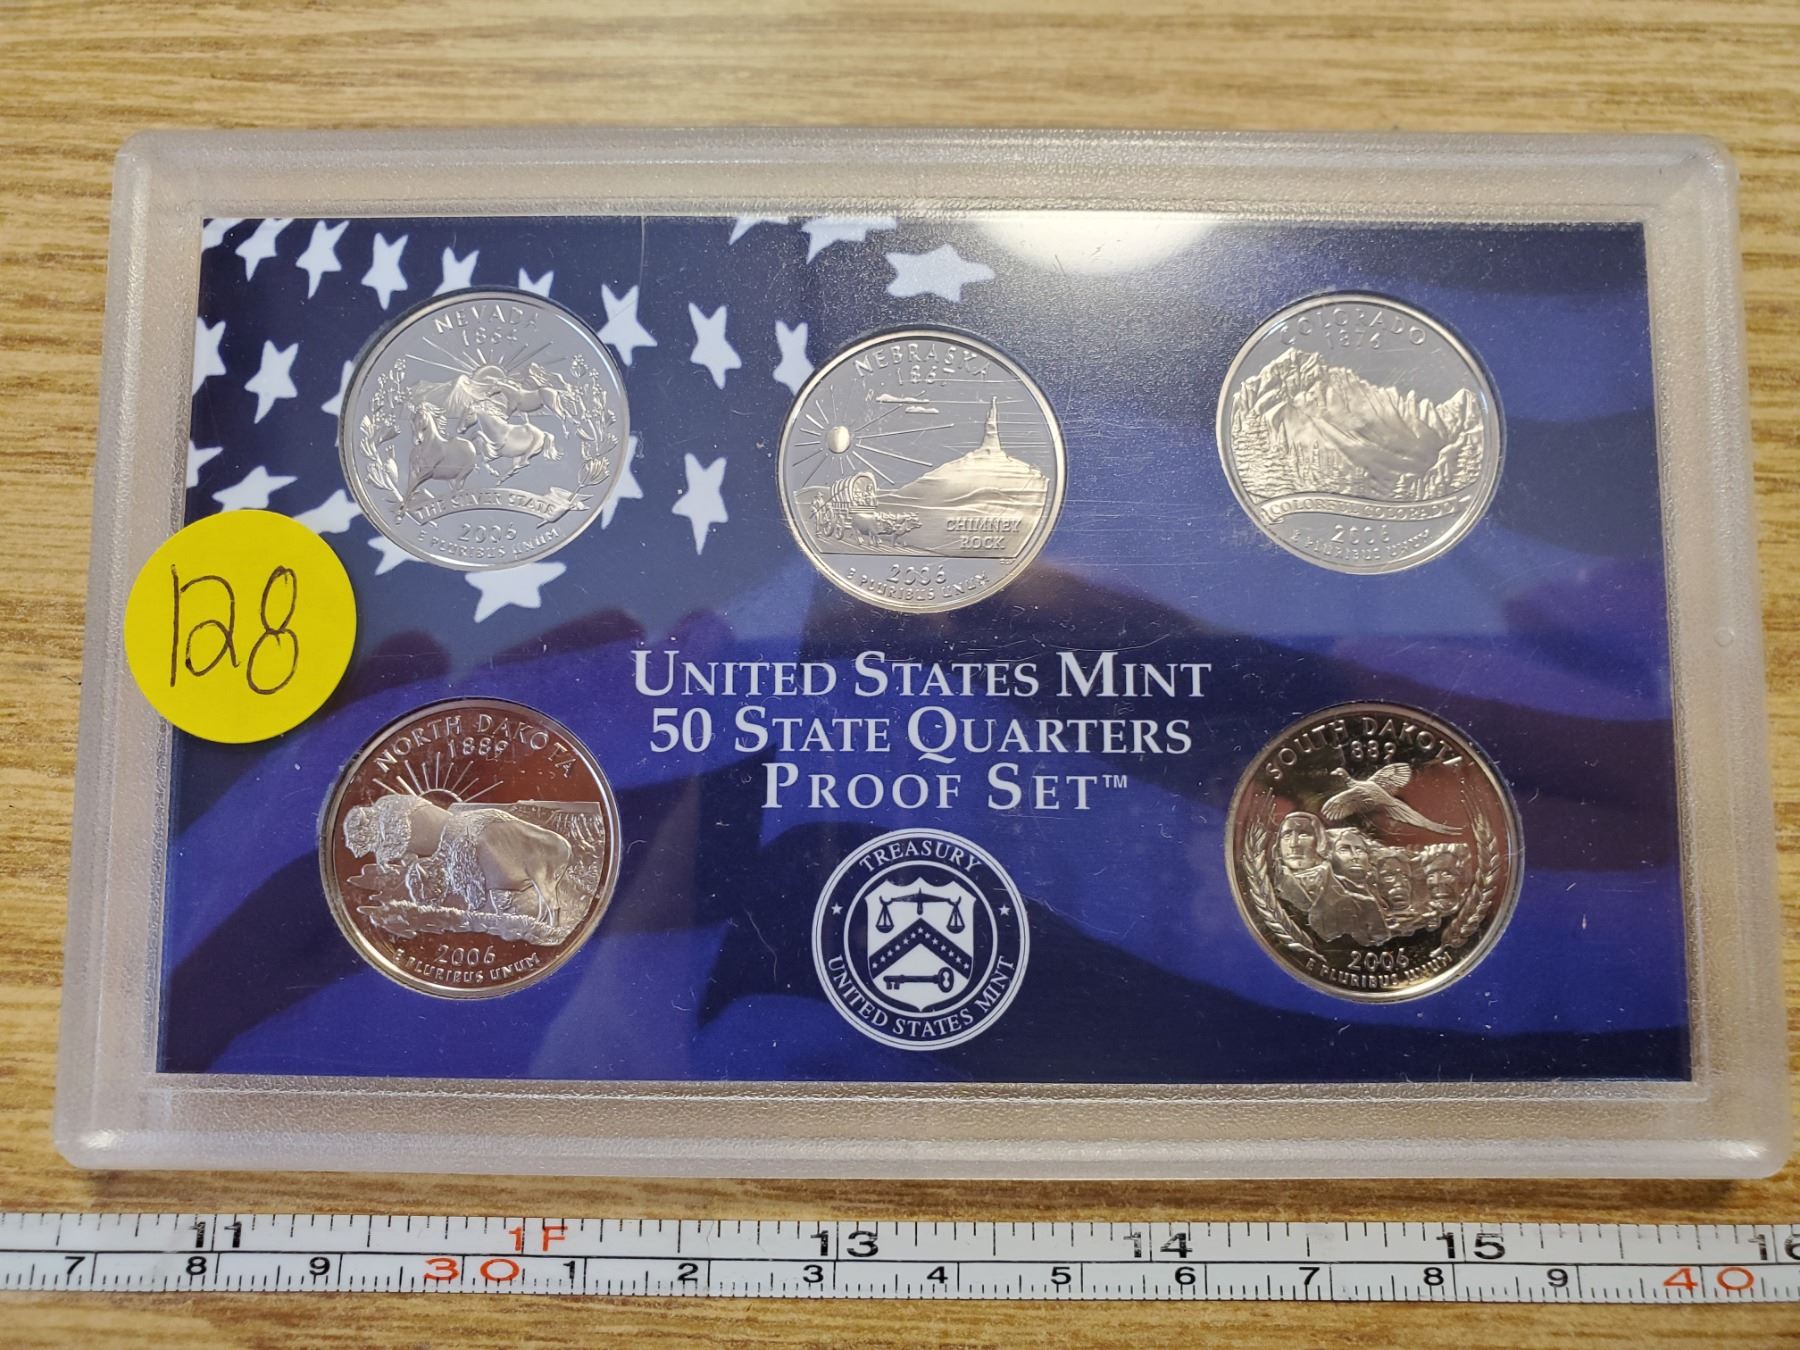 NEVADA
1864
THE SILVER STATE
2006
E PLURIBUS UNUM
NEBRASKA
186
CHIMNEY
ROCK
2006
E PLURIBUS UNUM
COLORADO
1876
COLORFUL COLORADO
2006
E PLURIBUS UNUM
128
UNITED STATES MINT
50 STATE QUARTERS
PROOF SET™
NORTH DAKOTA
1889
2006
E PLURIBUS UNUM
SOUTH DAKOTA
1889
2006
E PLURIBUS UNUM
TREASURY
UNITED STATES MINT
11 1F 13 14 15 16
7 8 9 30 1 2 3 4 5 6 7 8 9 40